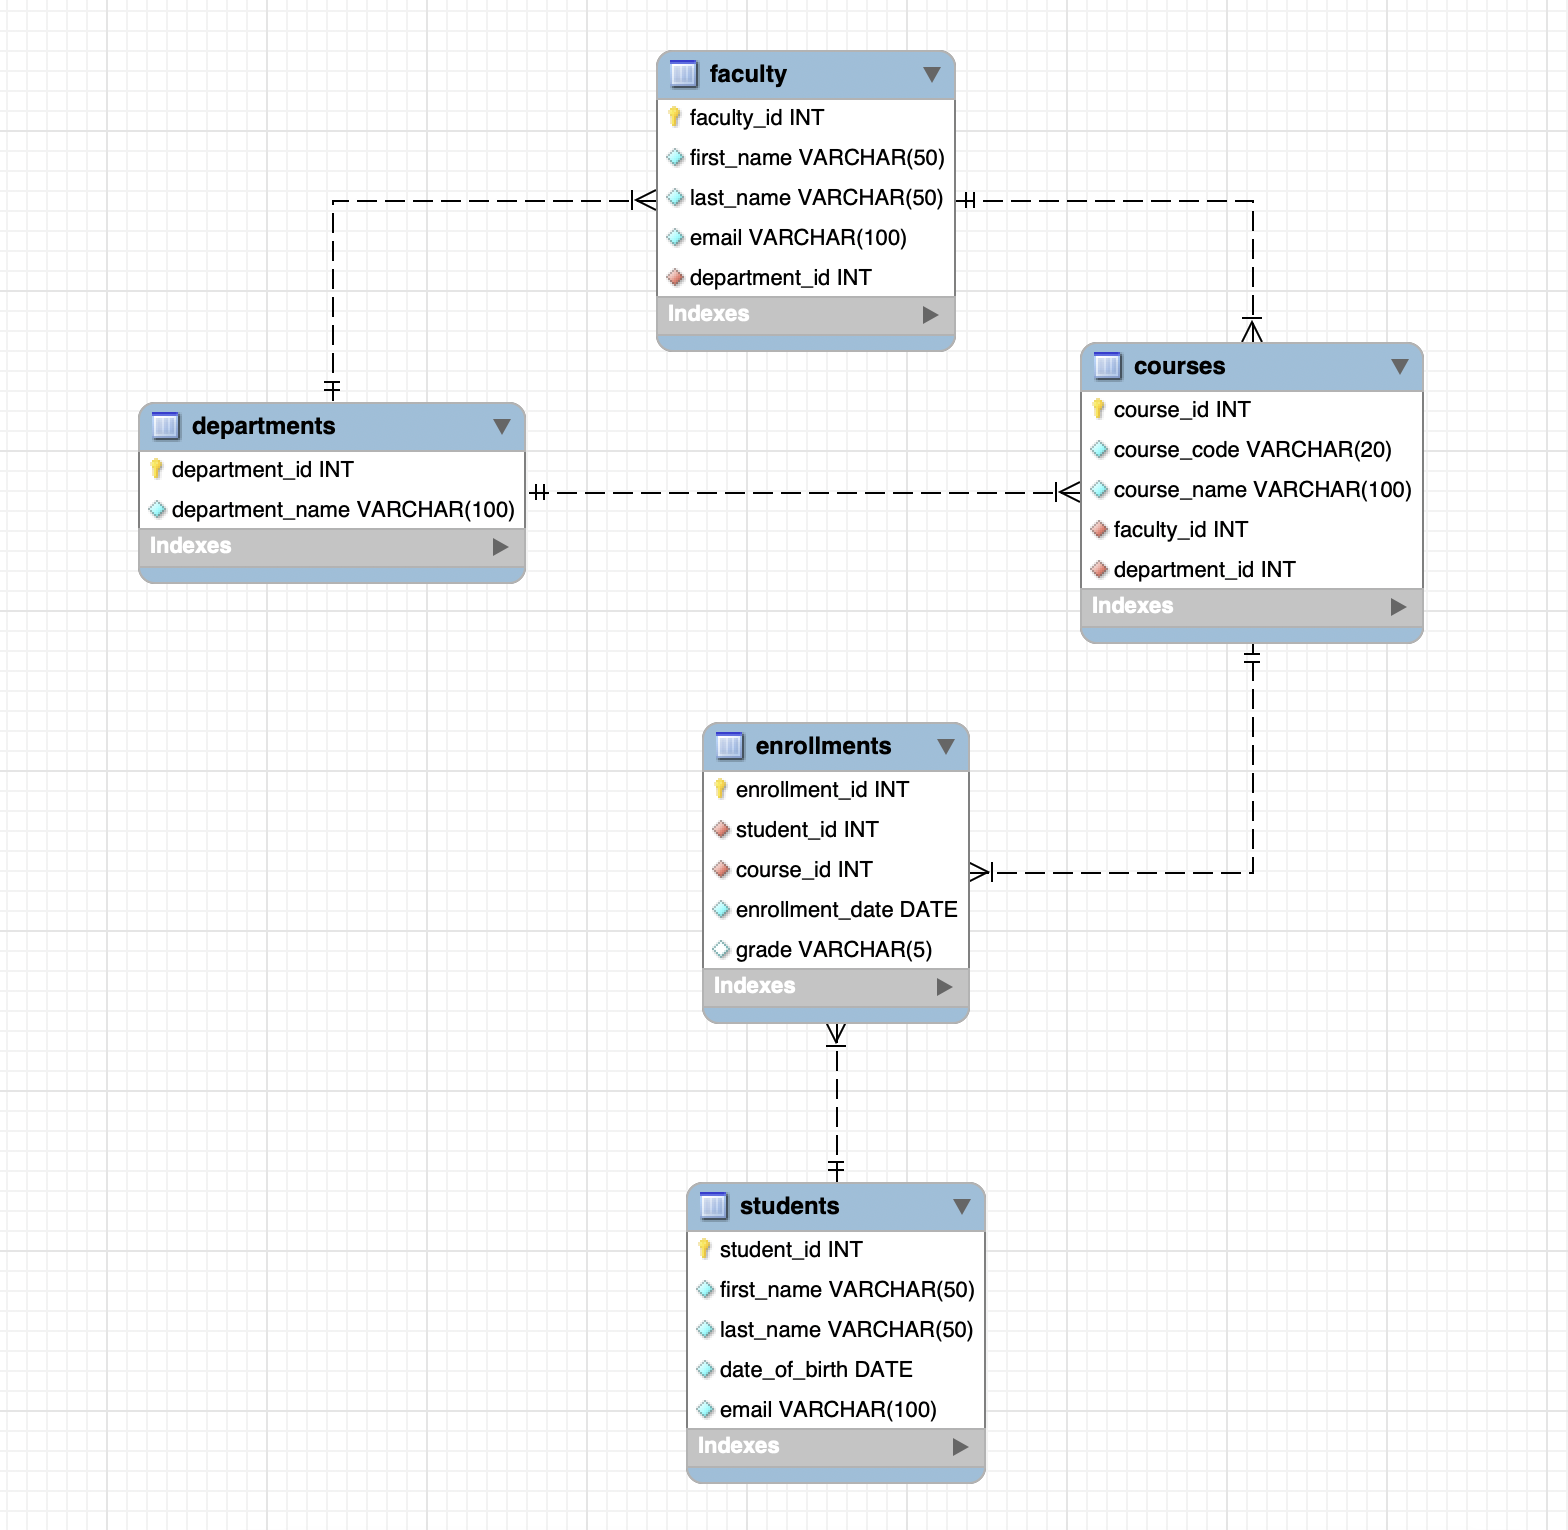 faculty
faculty_id INT
first_name VARCHAR(50)
last_name VARCHAR(50)
email VARCHAR(100)
department_id INT
Indexes
courses
course_id INT
course_code VARCHAR(20)
course_name VARCHAR(100)
faculty_id INT
department_id INT
Indexes
departments
department_id INT
department_name VARCHAR(100)
Indexes
enrollments
enrollment_id INT
student_id INT
course_id INT
enrollment_date DATE
grade VARCHAR(5)
Indexes
students
student_id INT
first_name VARCHAR(50)
last_name VARCHAR(50)
date_of_birth DATE
email VARCHAR(100)
Indexes